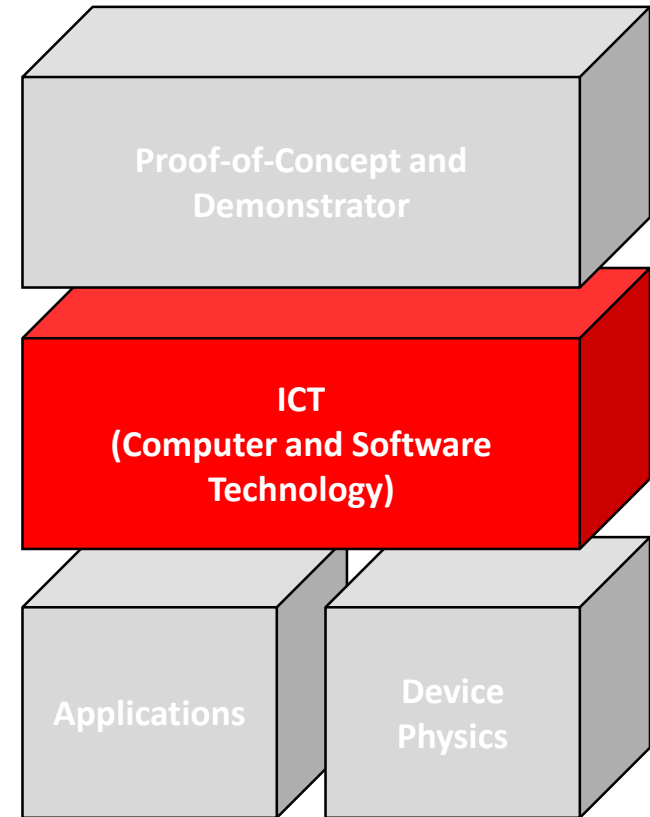 Proof-of-Concept and
Demonstrator
ICT
(Computer and Software
Technology)
Applications
Device
Physics